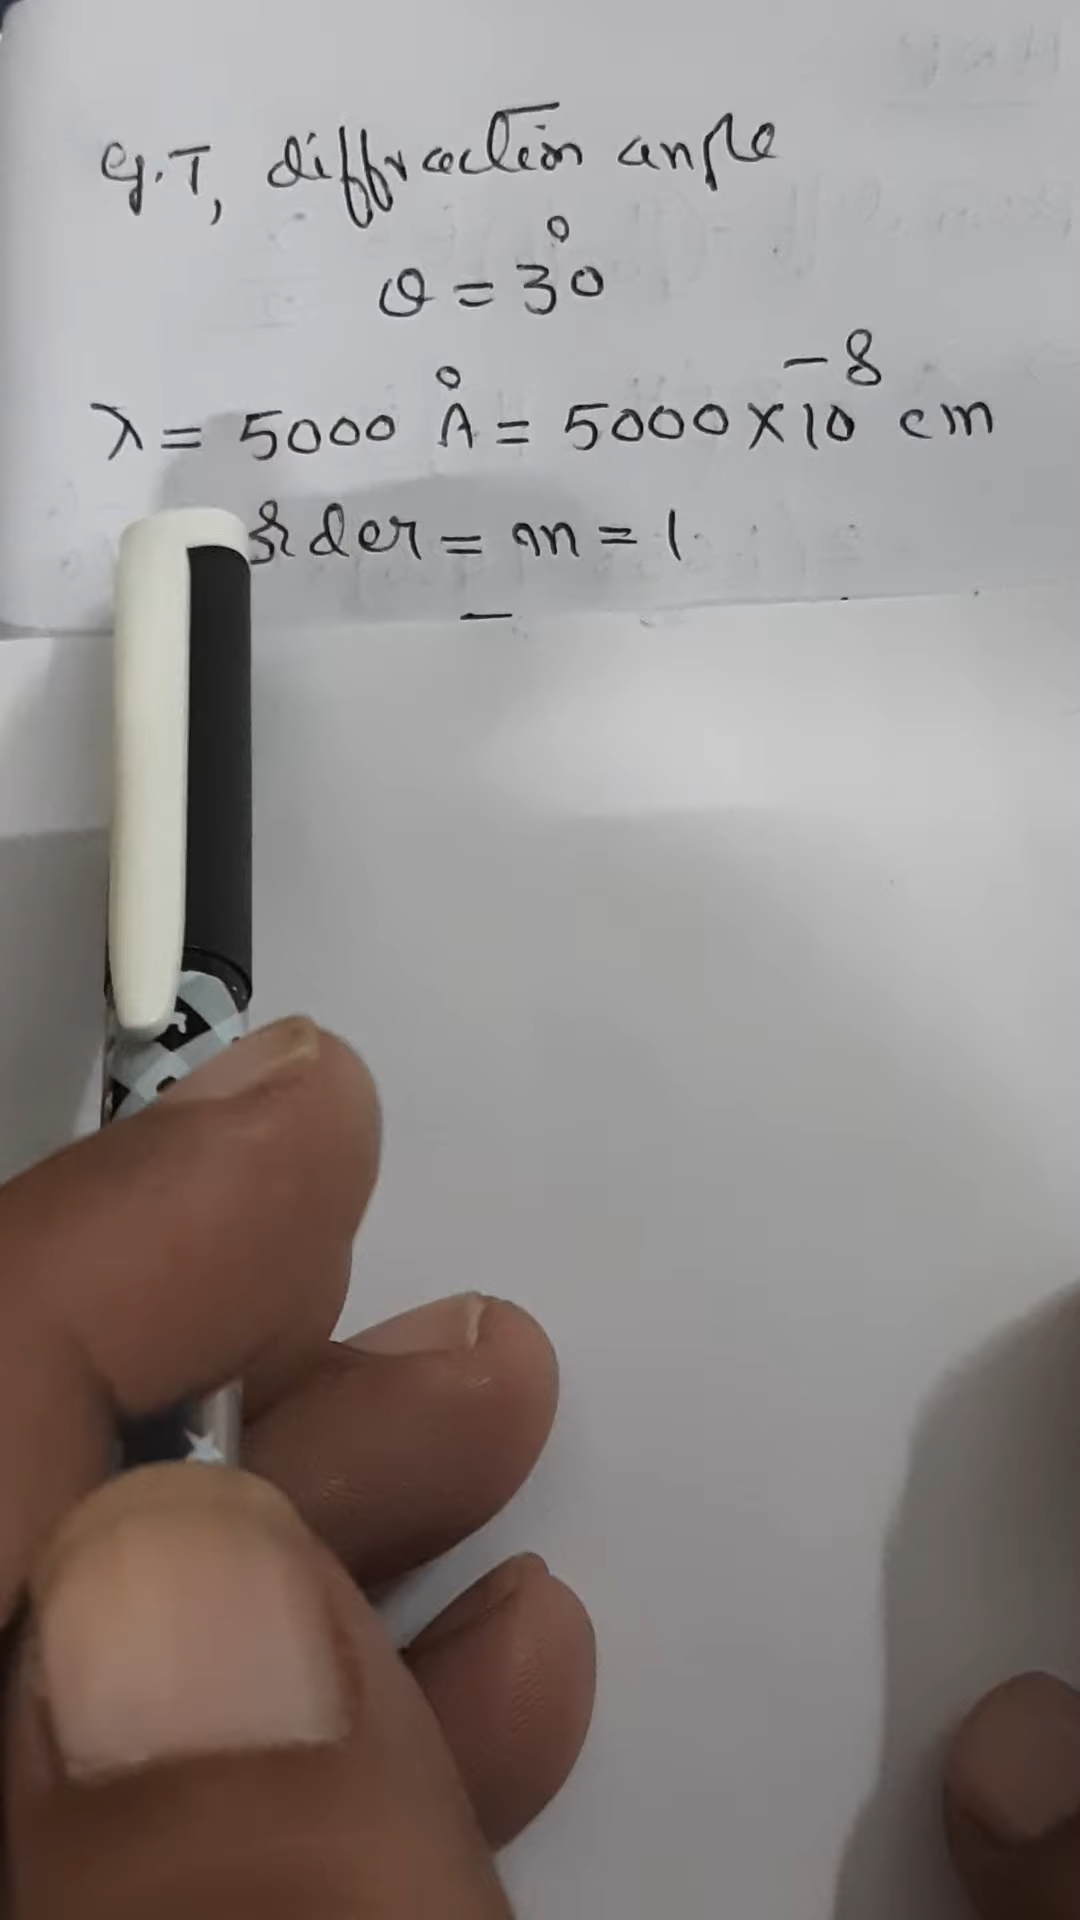 G.T, diffraction angle
θ = 30°
λ = 5000 Å = 5000 × 10⁻⁸ cm
order = m = 1